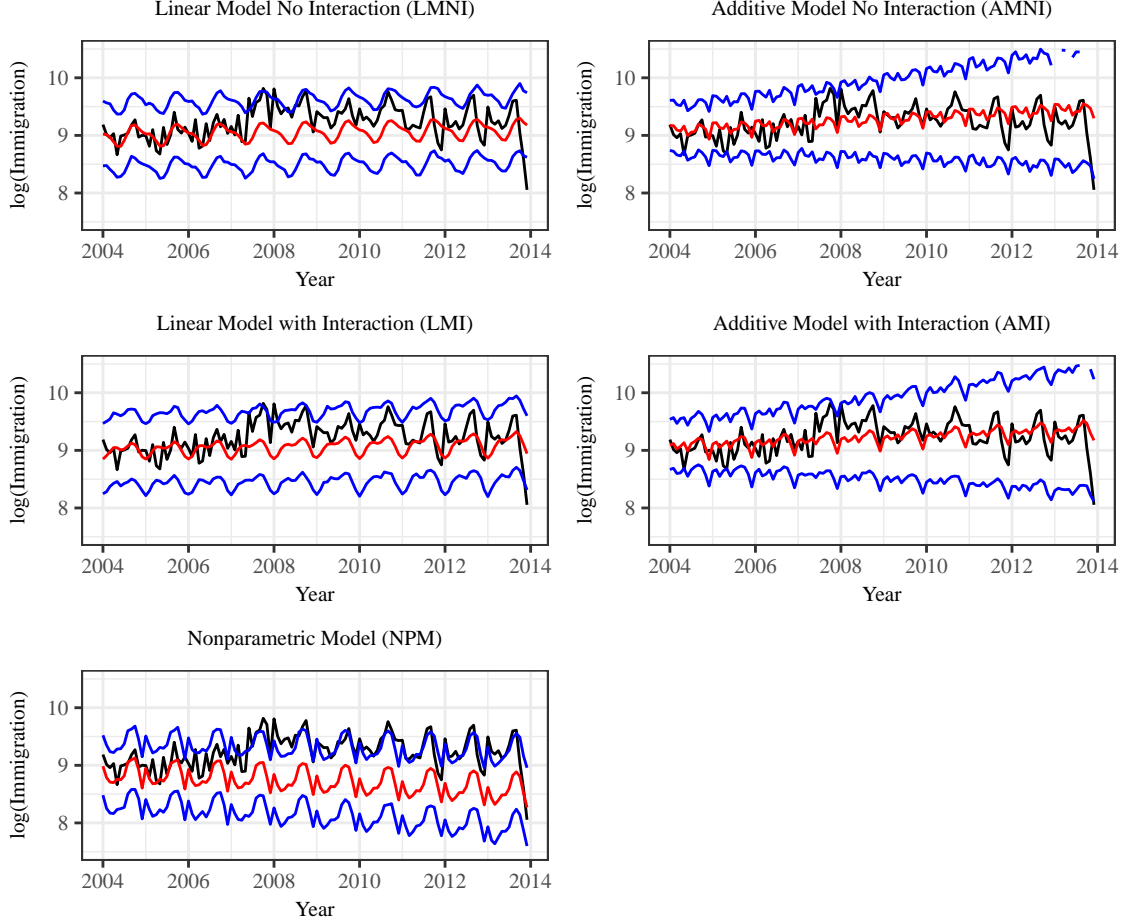 Linear Model No Interaction (LMNI)
10
9
8
log(Immigration)
2004 2006 2008 2010 2012 2014
Year
Additive Model No Interaction (AMNI)
10
9
8
log(Immigration)
2004 2006 2008 2010 2012 2014
Year
Linear Model with Interaction (LMI)
10
9
8
log(Immigration)
2004 2006 2008 2010 2012 2014
Year
Additive Model with Interaction (AMI)
10
9
8
log(Immigration)
2004 2006 2008 2010 2012 2014
Year
Nonparametric Model (NPM)
10
9
8
log(Immigration)
2004 2006 2008 2010 2012 2014
Year